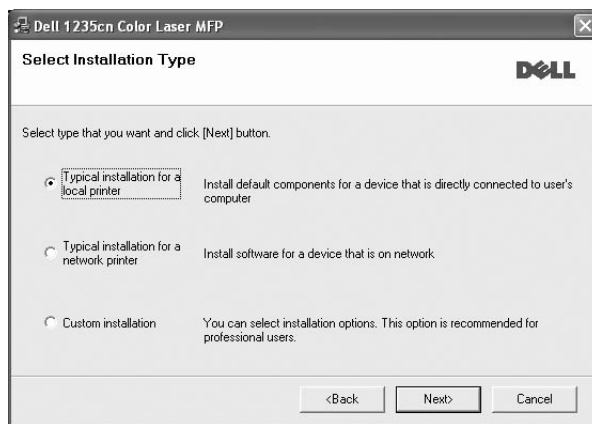 Dell 1235cn Color Laser MFP
Select Installation Type
DELL
Select type that you want and click [Next] button.
Typical installation for a
local printer
Install default components for a device that is directly connected to user's
computer
Typical installation for a
network printer
Install software for a device that is on network
Custom installation
You can select installation options. This option is recommended for
professional users.
<Back
Next>
Cancel